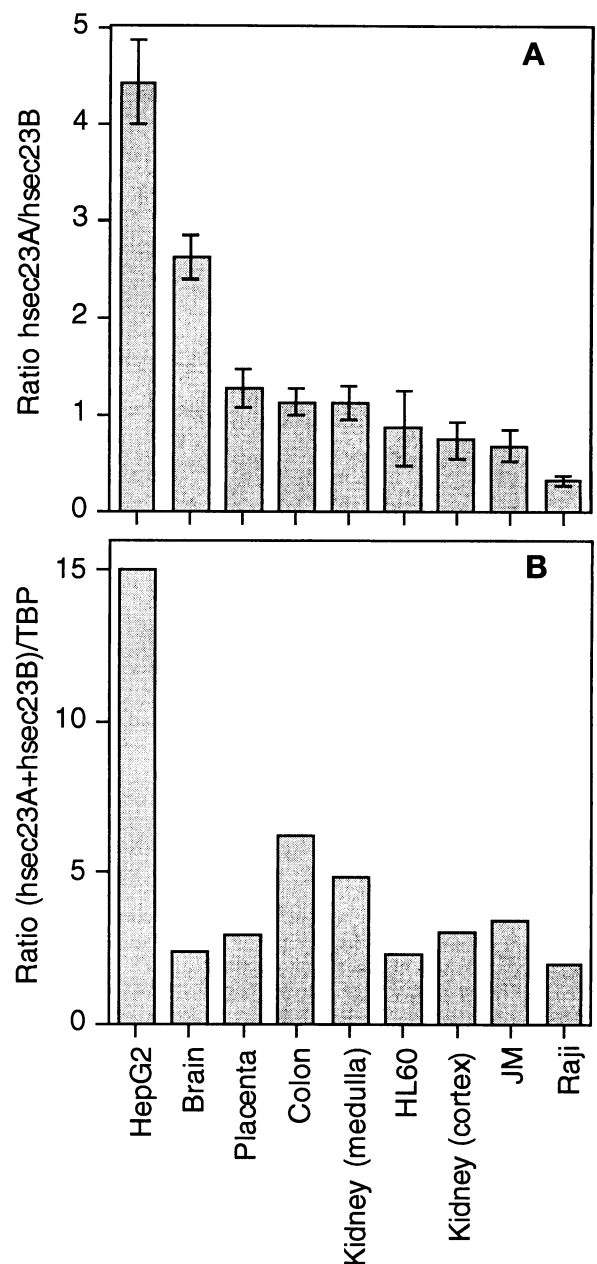 A
Ratio hsec23A/hsec23B
5
4
3
2
1
0
B
Ratio (hsec23A+hsec23B)/TBP
15
10
5
0
HepG2
Brain
Placenta
Colon
Kidney (medulla)
HL60
Kidney (cortex)
JM
Raji